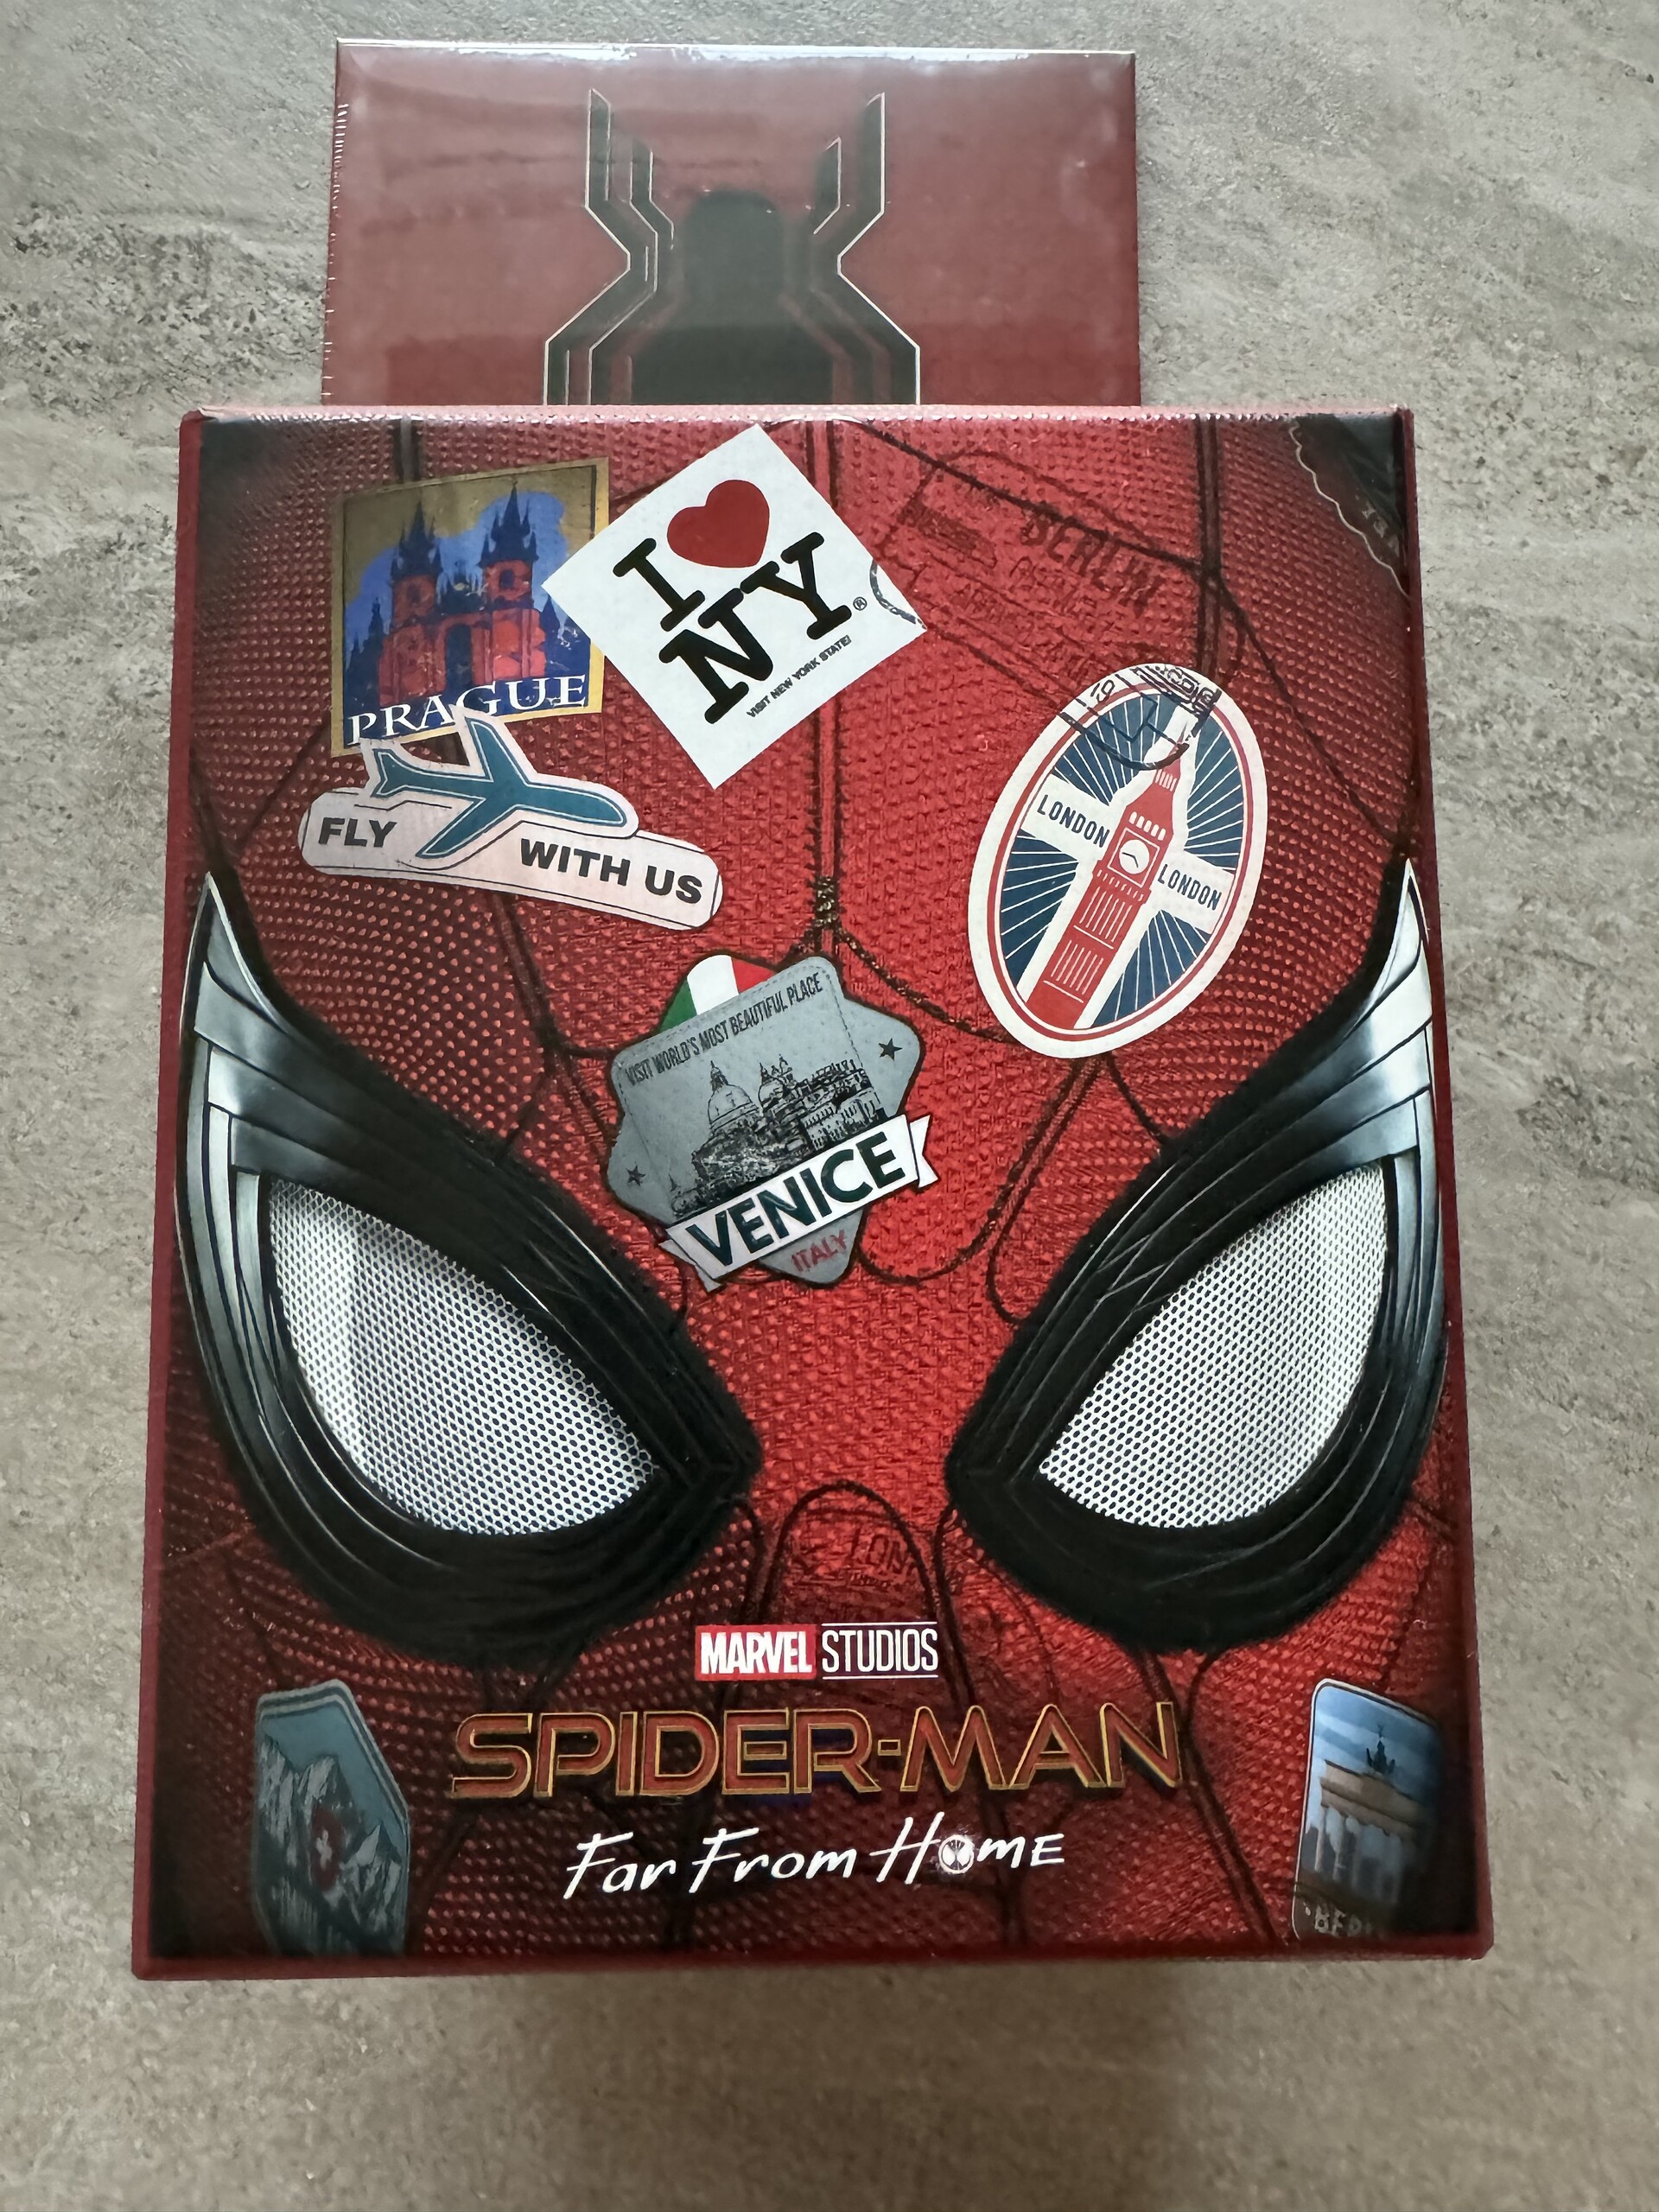 I ❤ NY®
VISIT NEW YORK STATE!
PRAGUE
BERLIN
FLY WITH US
LONDON
LONDON
VISIT WORLD'S MOST BEAUTIFUL PLACE
VENICE
ITALY
MARVEL STUDIOS
SPIDER-MAN
Far From HOME